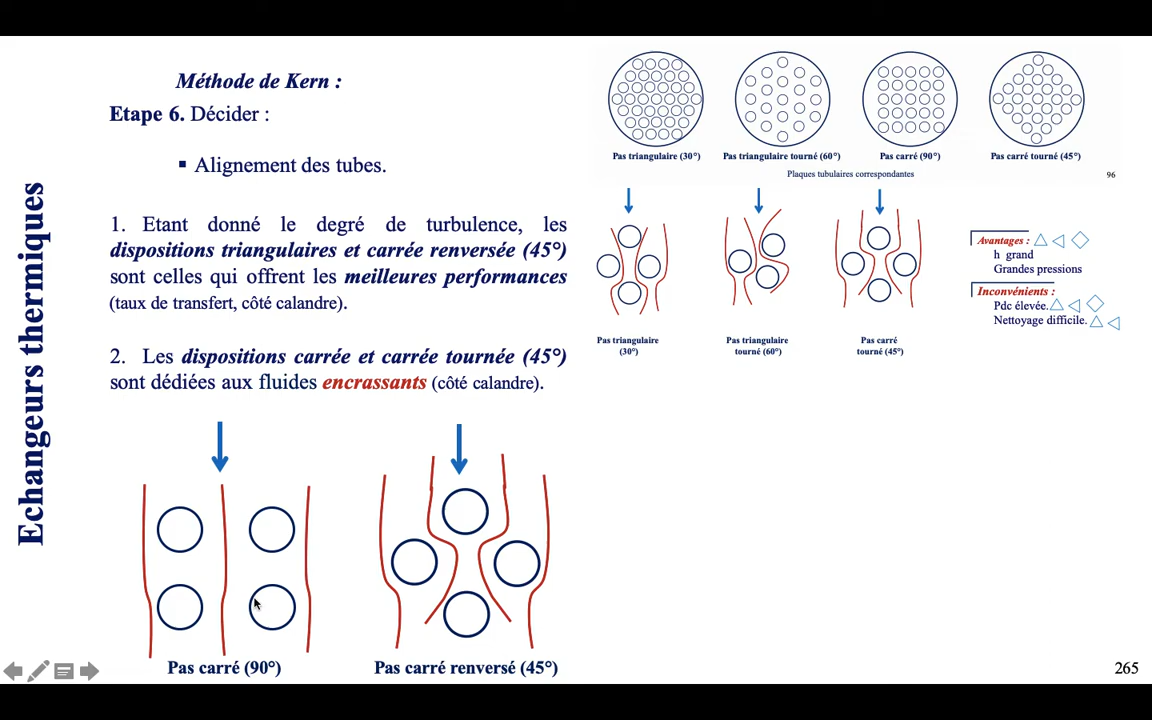 Echangeurs thermiques
Méthode de Kern :
Etape 6. Décider :
▪ Alignement des tubes.
1. Etant donné le degré de turbulence, les
dispositions triangulaires et carrée renversée (45°)
sont celles qui offrent les meilleures performances
(taux de transfert, côté calandre).
2. Les dispositions carrée et carrée tournée (45°)
sont dédiées aux fluides encrassants (côté calandre).
Pas carré (90°)
Pas carré renversé (45°)
Pas triangulaire (30°)
Pas triangulaire tourné (60°)
Pas carré (90°)
Pas carré tourné (45°)
Plaques tubulaires correspondantes
96
Pas triangulaire
(30°)
Pas triangulaire
tourné (60°)
Pas carré
tourné (45°)
Avantages :
h grand
Grandes pressions
Inconvénients :
Pdc élevée.
Nettoyage difficile.
265